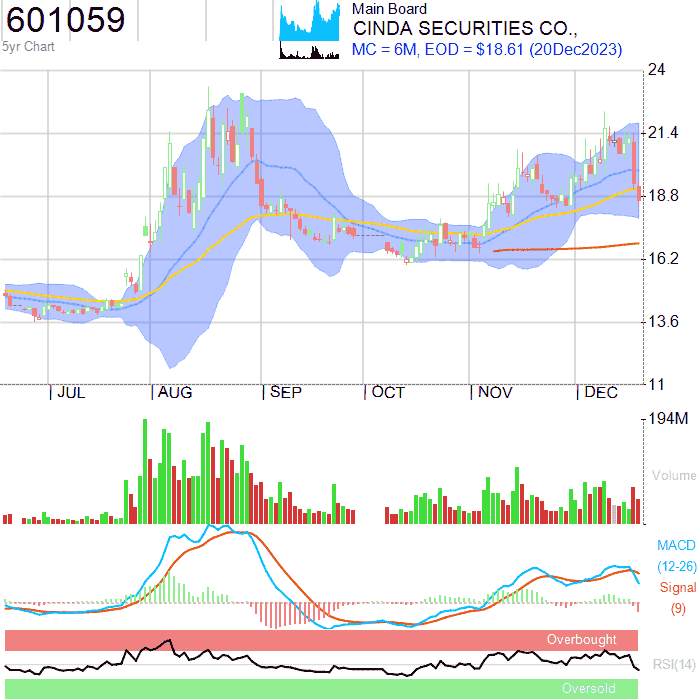 601059
5yr Chart
Main Board
CINDA SECURITIES CO.,
MC = 6M, EOD = $18.61 (20Dec2023)
24
21.4
18.8
16.2
13.6
11
JUL AUG SEP OCT NOV DEC
194M
Volume
MACD
(12-26)
Signal
(9)
Overbought
RSI(14)
Oversold